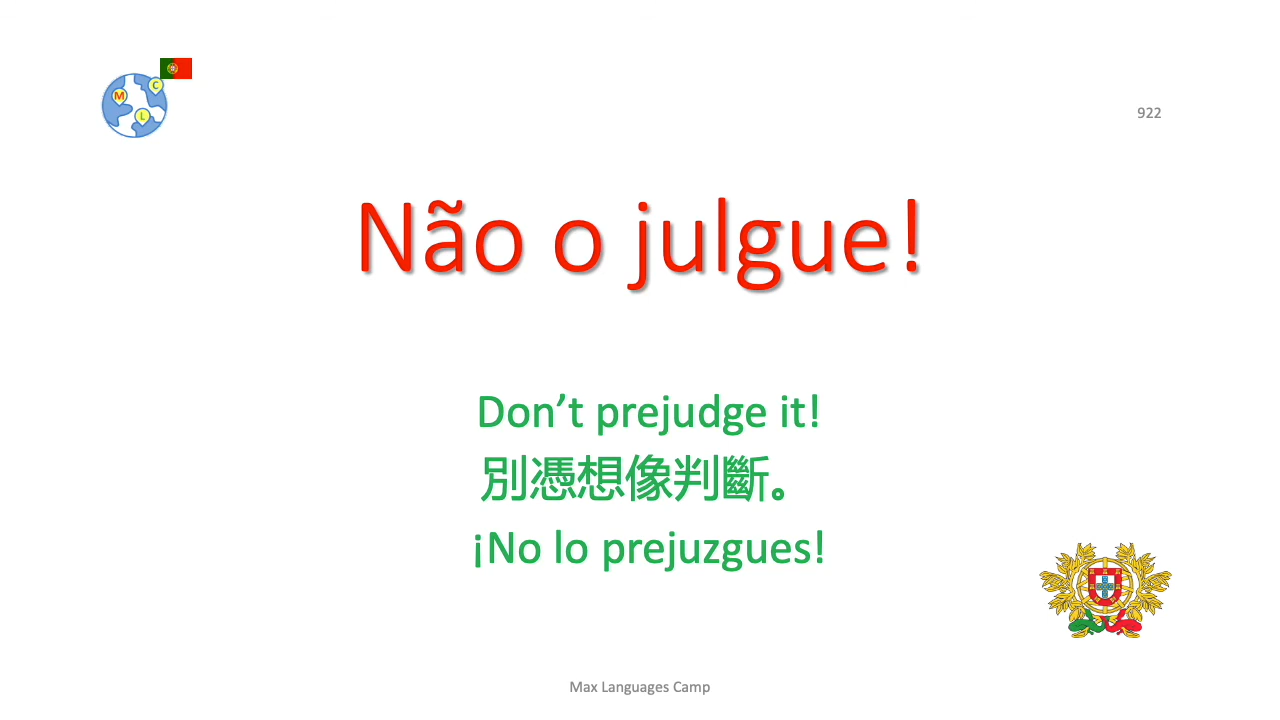 M
C
L
922
Não o julgue!
Don’t prejudge it!
別憑想像判斷。
¡No lo prejuzgues!
Max Languages Camp